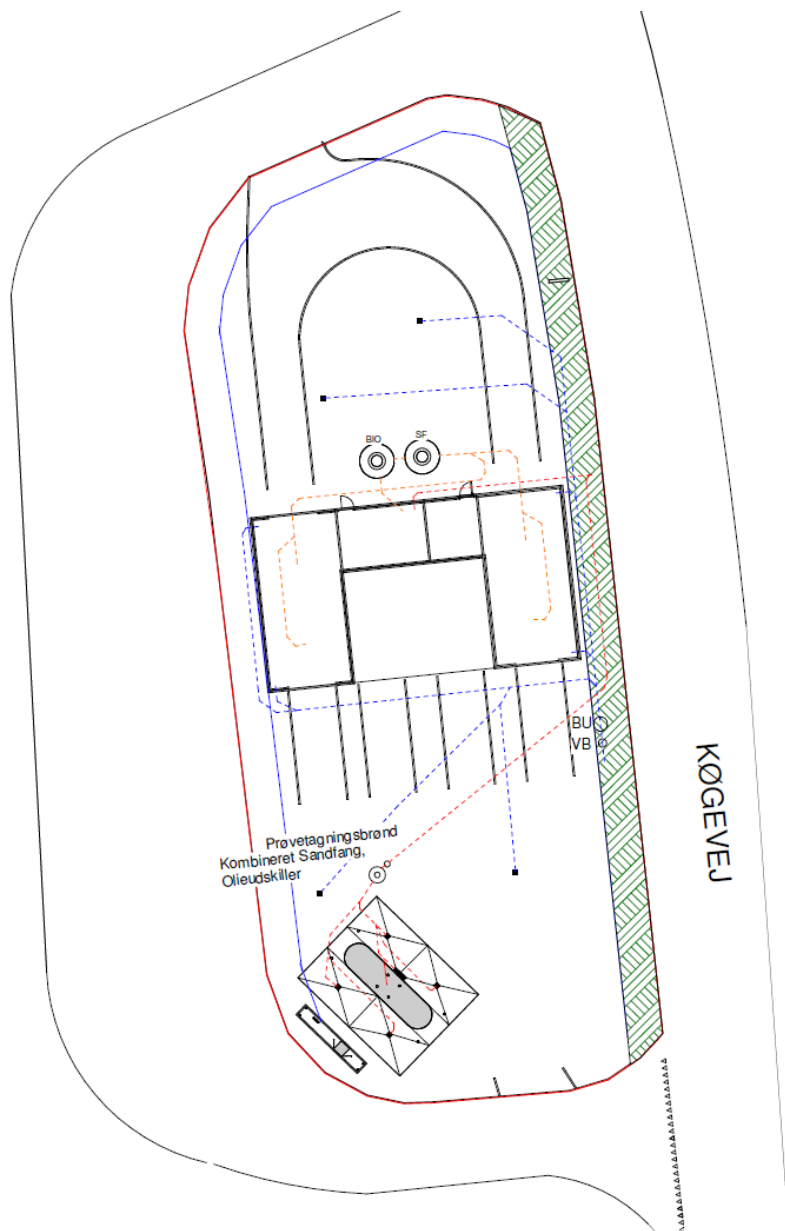 BIO
SF
BU
VB
KØGEVEJ
Prøvetagningsbrønd
Kombineret Sandfang,
Olieudskiller